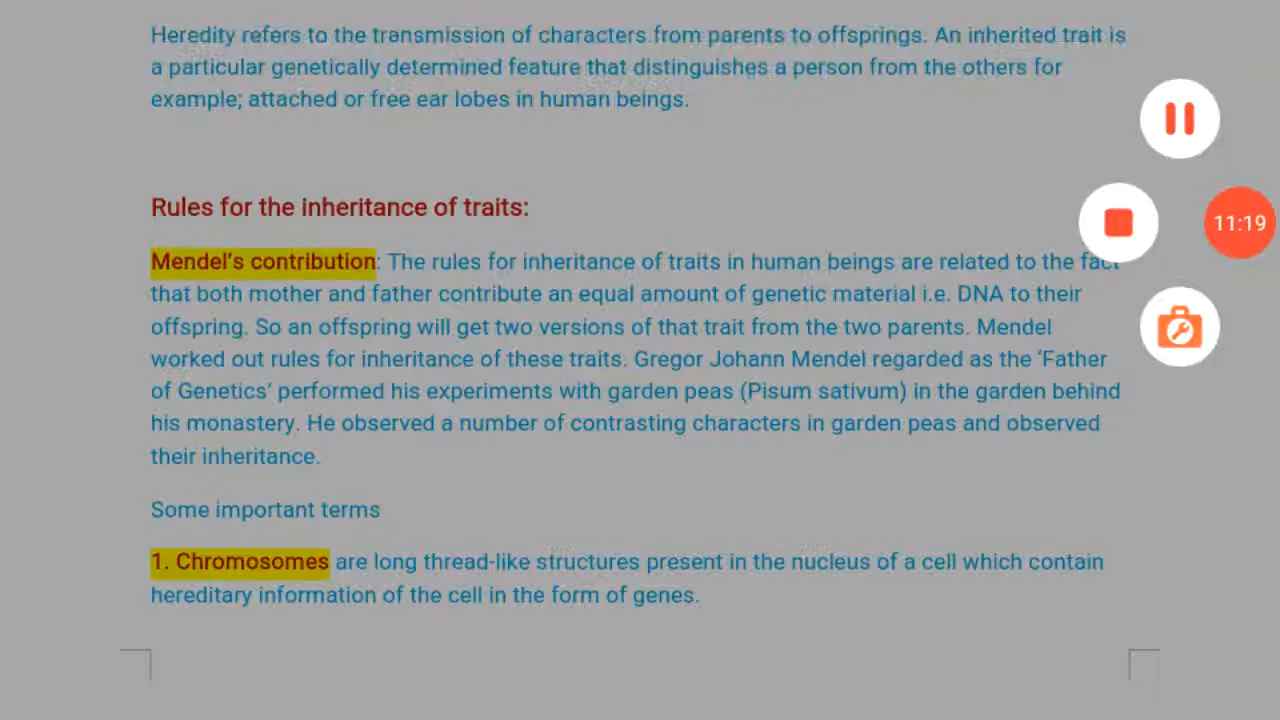 Heredity refers to the transmission of characters from parents to offsprings. An inherited trait is
a particular genetically determined feature that distinguishes a person from the others for
example; attached or free ear lobes in human beings.
Rules for the inheritance of traits:
Mendel's contribution: The rules for inheritance of traits in human beings are related to the fact
that both mother and father contribute an equal amount of genetic material i.e. DNA to their
offspring. So an offspring will get two versions of that trait from the two parents. Mendel
worked out rules for inheritance of these traits. Gregor Johann Mendel regarded as the ‘Father
of Genetics’ performed his experiments with garden peas (Pisum sativum) in the garden behind
his monastery. He observed a number of contrasting characters in garden peas and observed
their inheritance.
Some important terms
1. Chromosomes are long thread-like structures present in the nucleus of a cell which contain
hereditary information of the cell in the form of genes.
11:19